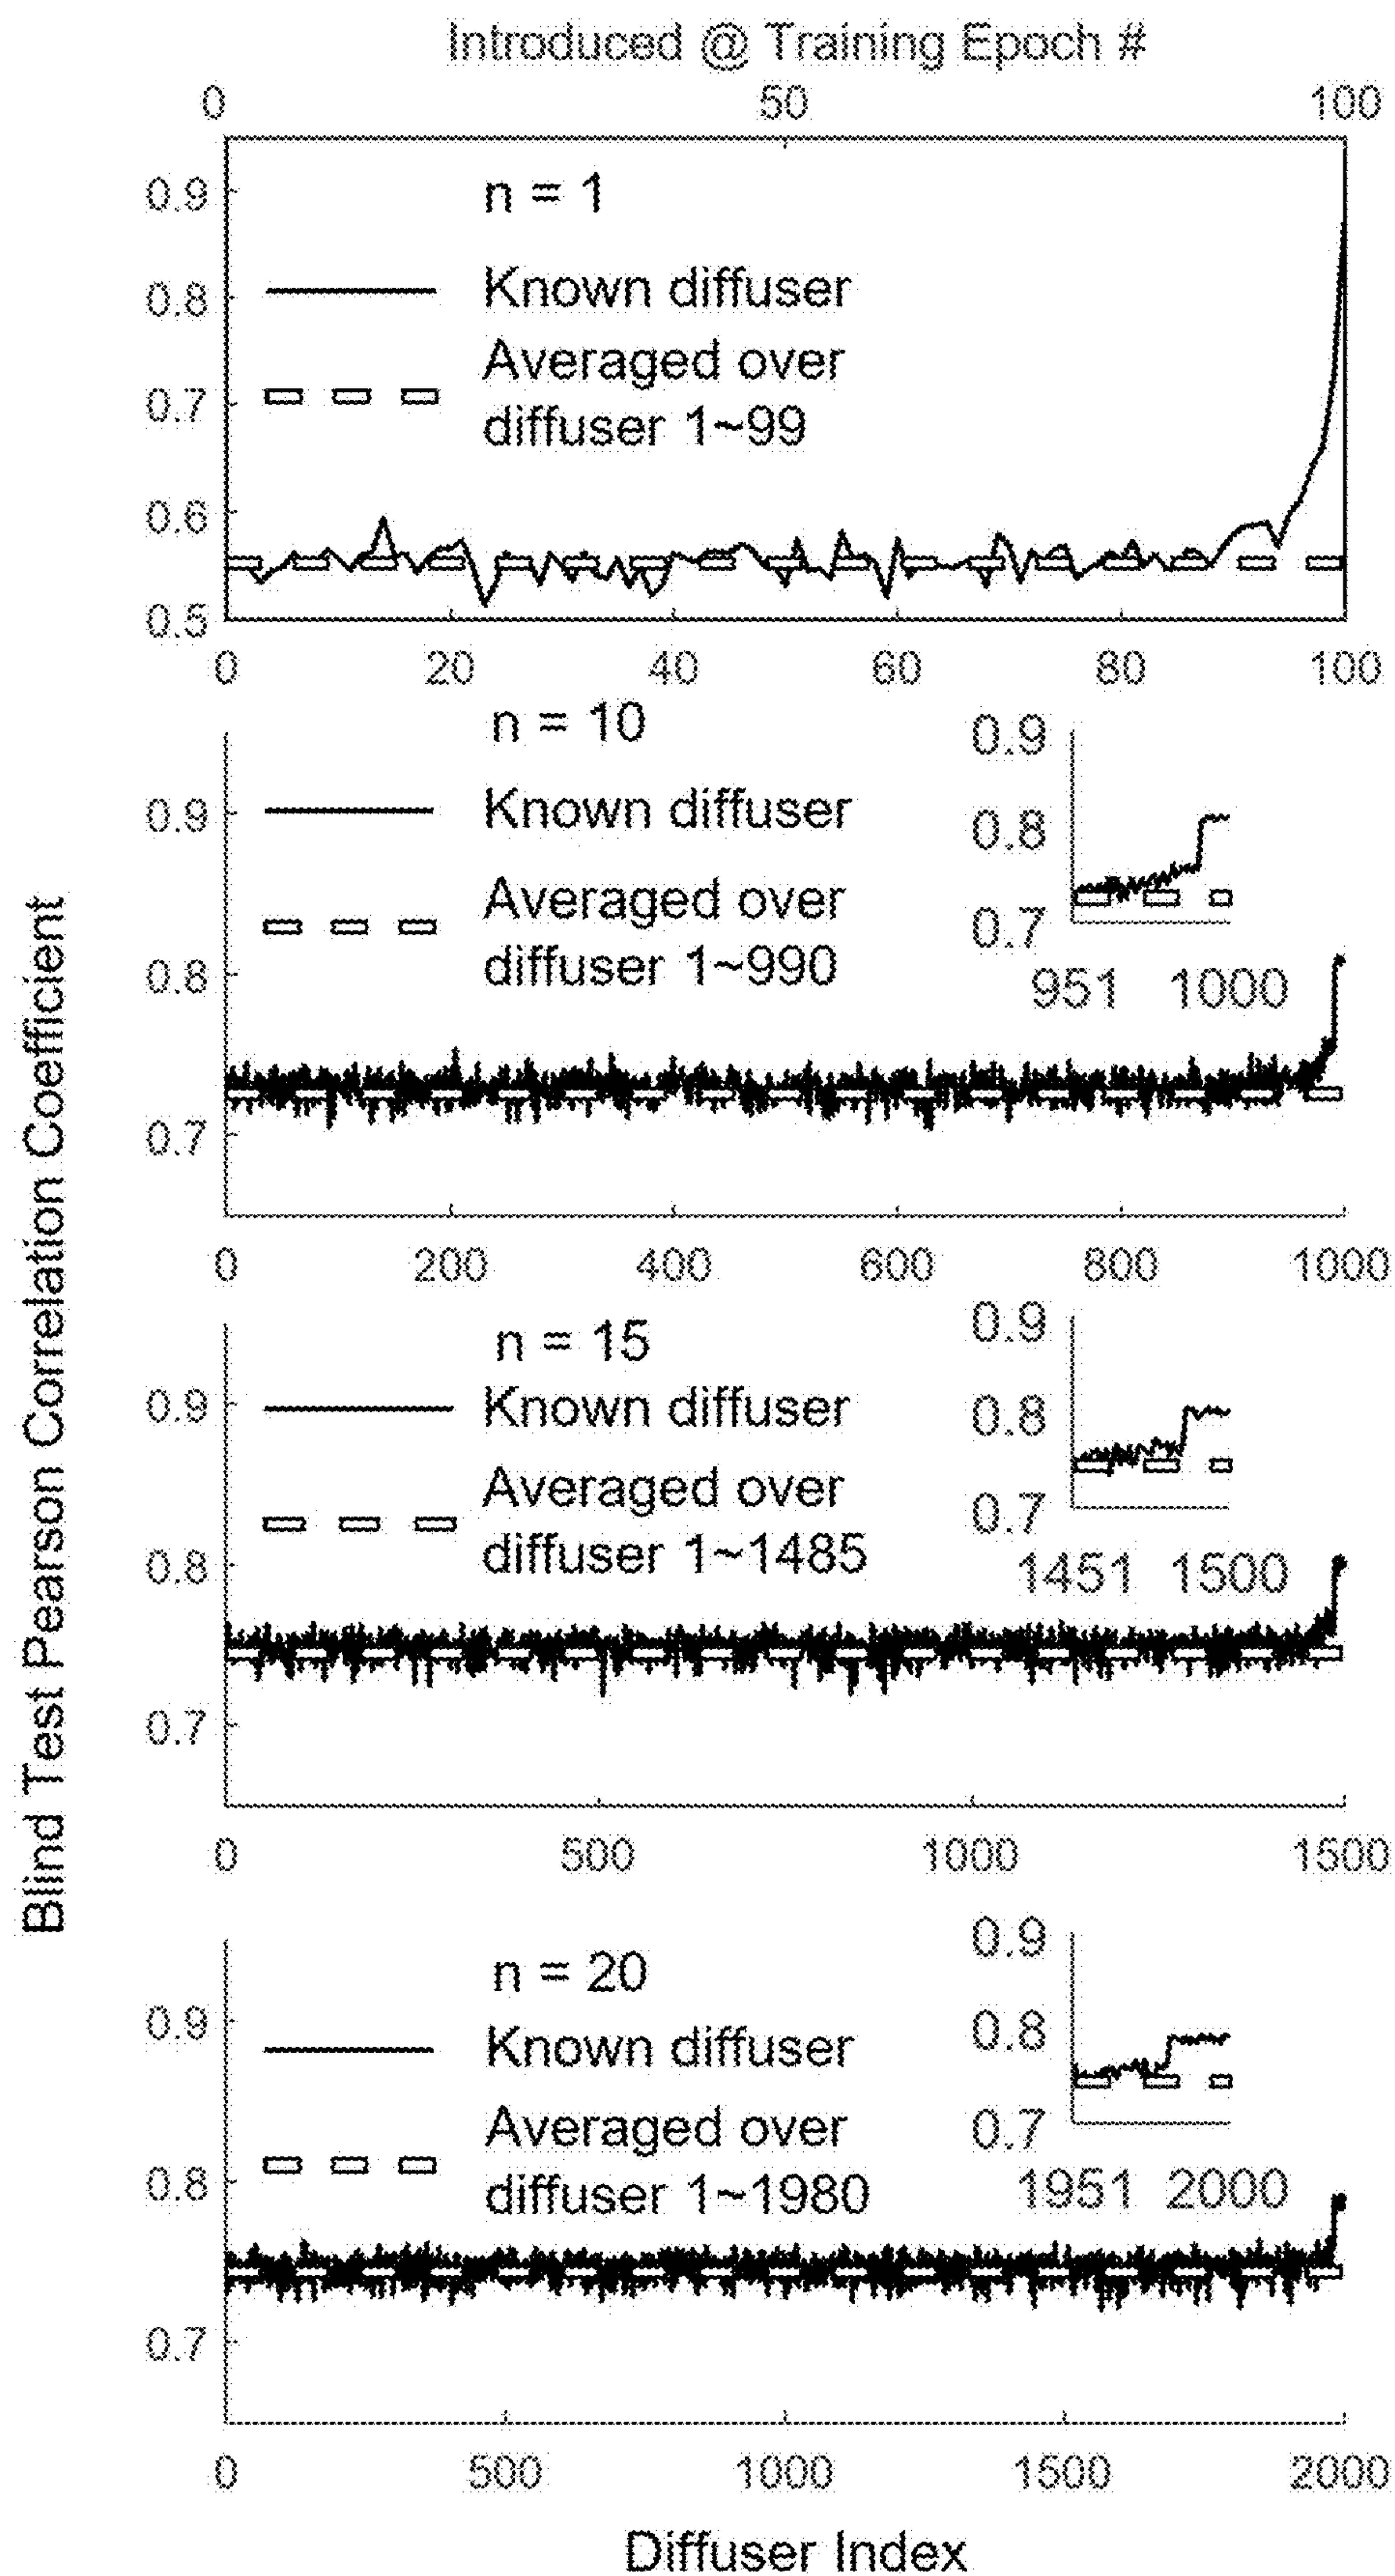 Introduced @ Training Epoch #
0 50 100
Blind Test Pearson Correlation Coefficient
n = 1
Known diffuser
Averaged over
diffuser 1~99
0.9
0.8
0.7
0.6
0.5
0 20 40 60 80 100
n = 10
Known diffuser
Averaged over
diffuser 1~990
0.9
0.8
0.7
0.9
0.8
0.7
951 1000
0 200 400 600 800 1000
n = 15
Known diffuser
Averaged over
diffuser 1~1485
0.9
0.8
0.7
0.9
0.8
0.7
1451 1500
0 500 1000 1500
n = 20
Known diffuser
Averaged over
diffuser 1~1980
0.9
0.8
0.7
0.9
0.8
0.7
1951 2000
0 500 1000 1500 2000
Diffuser Index